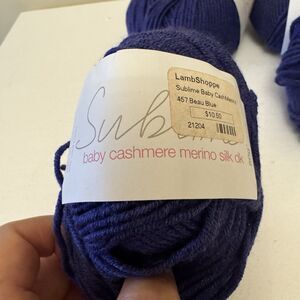 LambShoppe
Sublime Baby CashMerino
457 Beau Blue
$10.50
21204
Sublime
baby cashmere merino silk dk